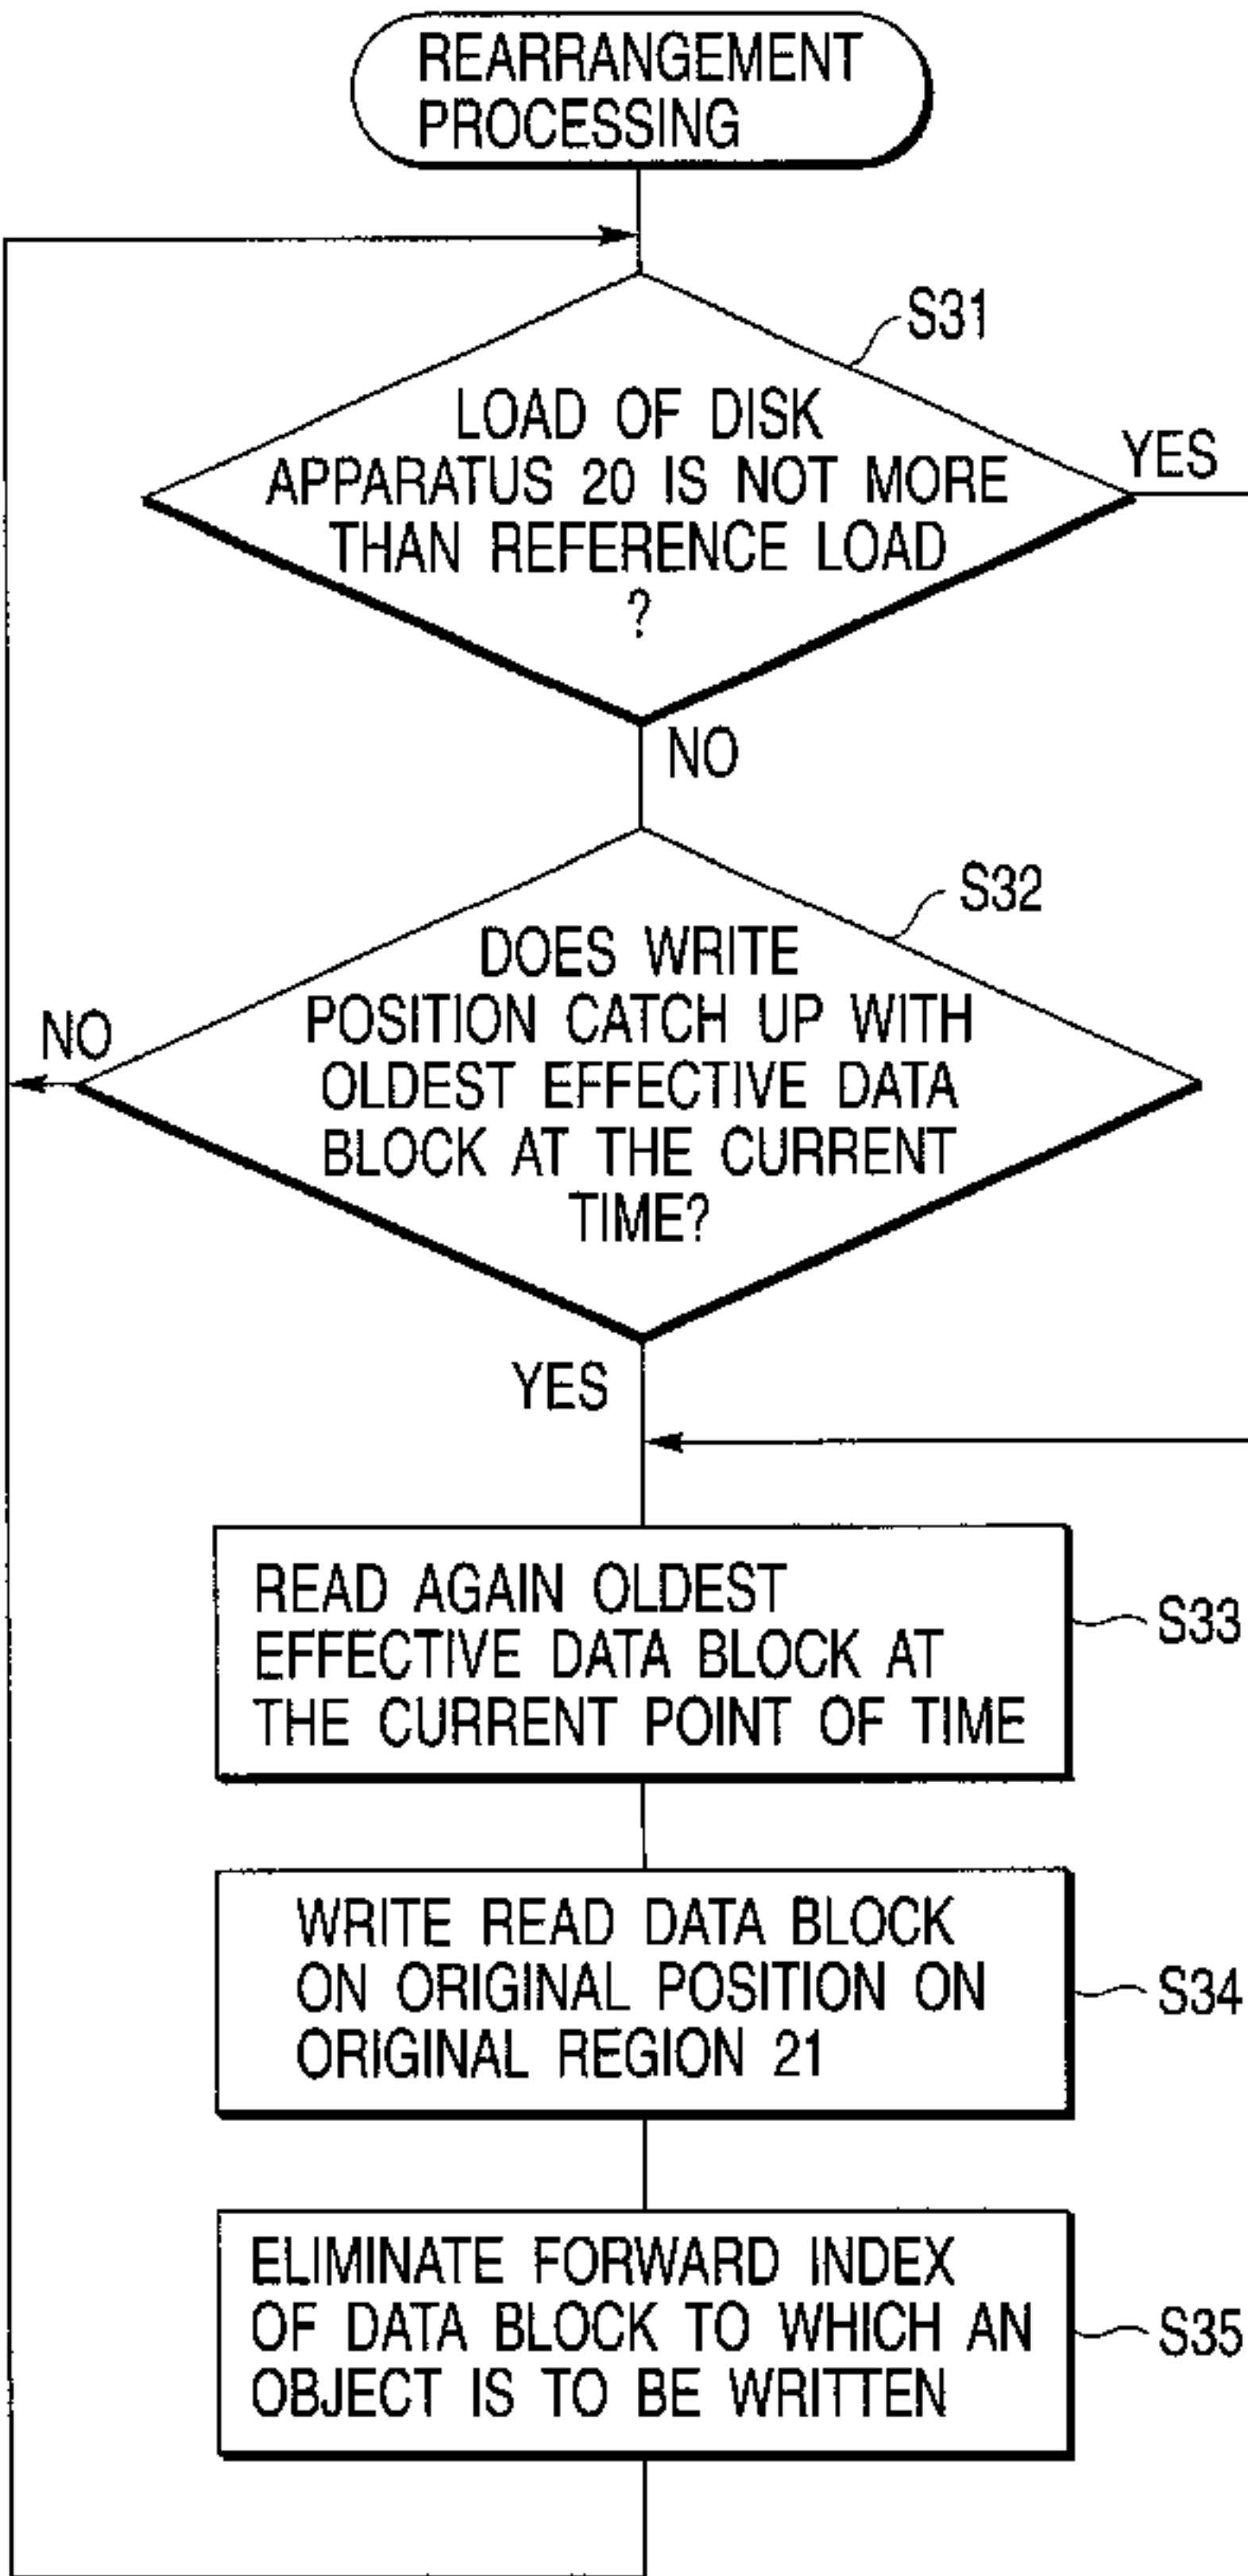 REARRANGEMENT
PROCESSING
S31
LOAD OF DISK
APPARATUS 20 IS NOT MORE
THAN REFERENCE LOAD
?
YES
NO
S32
DOES WRITE
POSITION CATCH UP WITH
OLDEST EFFECTIVE DATA
BLOCK AT THE CURRENT
TIME?
NO
YES
READ AGAIN OLDEST
EFFECTIVE DATA BLOCK AT
THE CURRENT POINT OF TIME
S33
WRITE READ DATA BLOCK
ON ORIGINAL POSITION ON
ORIGINAL REGION 21
S34
ELIMINATE FORWARD INDEX
OF DATA BLOCK TO WHICH AN
OBJECT IS TO BE WRITTEN
S35